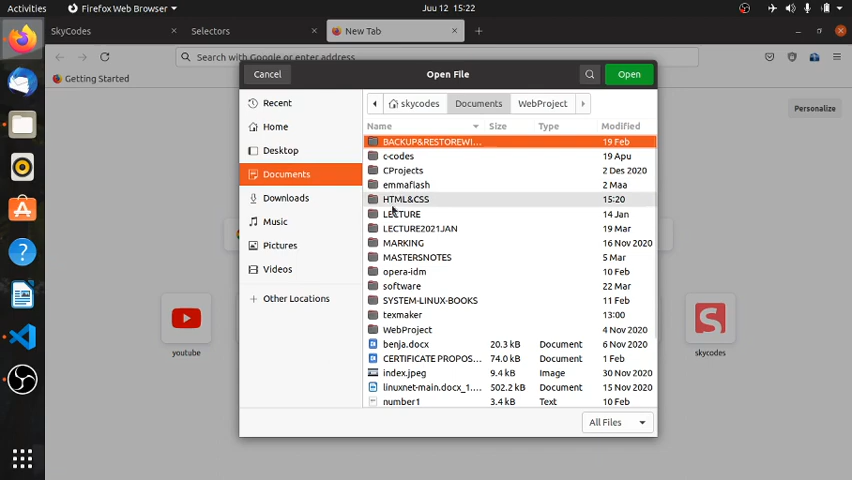 Activities Firefox Web Browser Juu 12 15:22
SkyCodes Selectors New Tab
Search with Google or enter address
Getting Started
Cancel Open File Open
Personalize
Recent
Home
Desktop
Documents
Downloads
Music
Pictures
Videos
Other Locations
skycodes Documents WebProject
Name Size Type Modified
BACKUP&RESTOREWI... 19 Feb
c-codes 19 Apu
CProjects 2 Des 2020
emmaflash 2 Maa
HTML&CSS 15:20
LECTURE 14 Jan
LECTURE2021.JAN 19 Mar
MARKING 16 Nov 2020
MASTERSNOTES 5 Mar
opera-idm 10 Feb
software 22 Mar
SYSTEM-LINUX-BOOKS 11 Feb
texmaker 13:00
WebProject 4 Nov 2020
benja.docx 20.3 kB Document 6 Nov 2020
CERTIFICATE PROPOS... 74.0 kB Document 1 Feb
index.jpeg 9.4 kB Image 30 Nov 2020
linuxnet-main.docx_1.... 502.2 kB Document 15 Nov 2020
number1 3.4 kB Text 10 Feb
All Files
youtube
S
skycodes